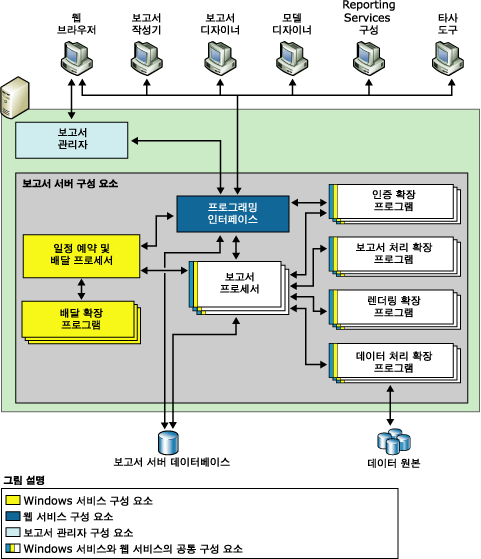 웹
브라우저
보고서
작성기
보고서
디자이너
모델
디자이너
Reporting
Services
구성
타사
도구
보고서
관리자
보고서 서버 구성 요소
프로그래밍
인터페이스
인증 확장
프로그램
일정 예약 및
배달 프로세서
보고서 처리 확장
프로그램
보고서
프로세서
배달 확장
프로그램
렌더링 확장
프로그램
데이터 처리 확장
프로그램
보고서 서버 데이터베이스
데이터 원본
그림 설명
Windows 서비스 구성 요소
웹 서비스 구성 요소
보고서 관리자 구성 요소
Windows 서비스와 웹 서비스의 공통 구성 요소